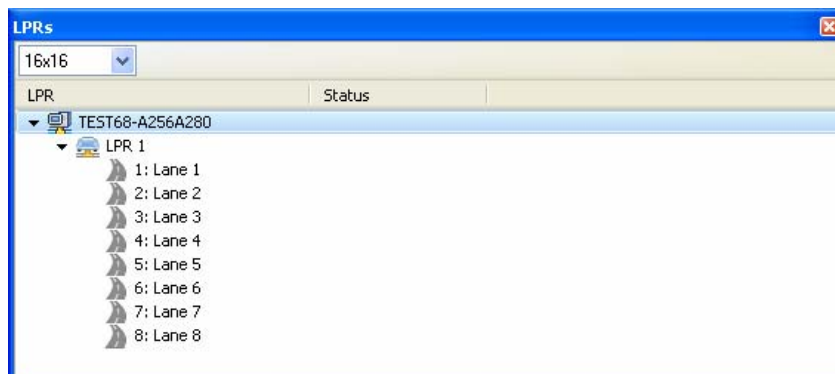 LPRs
16x16
LPR Status
TEST68-A256A280
LPR 1
1: Lane 1
2: Lane 2
3: Lane 3
4: Lane 4
5: Lane 5
6: Lane 6
7: Lane 7
8: Lane 8